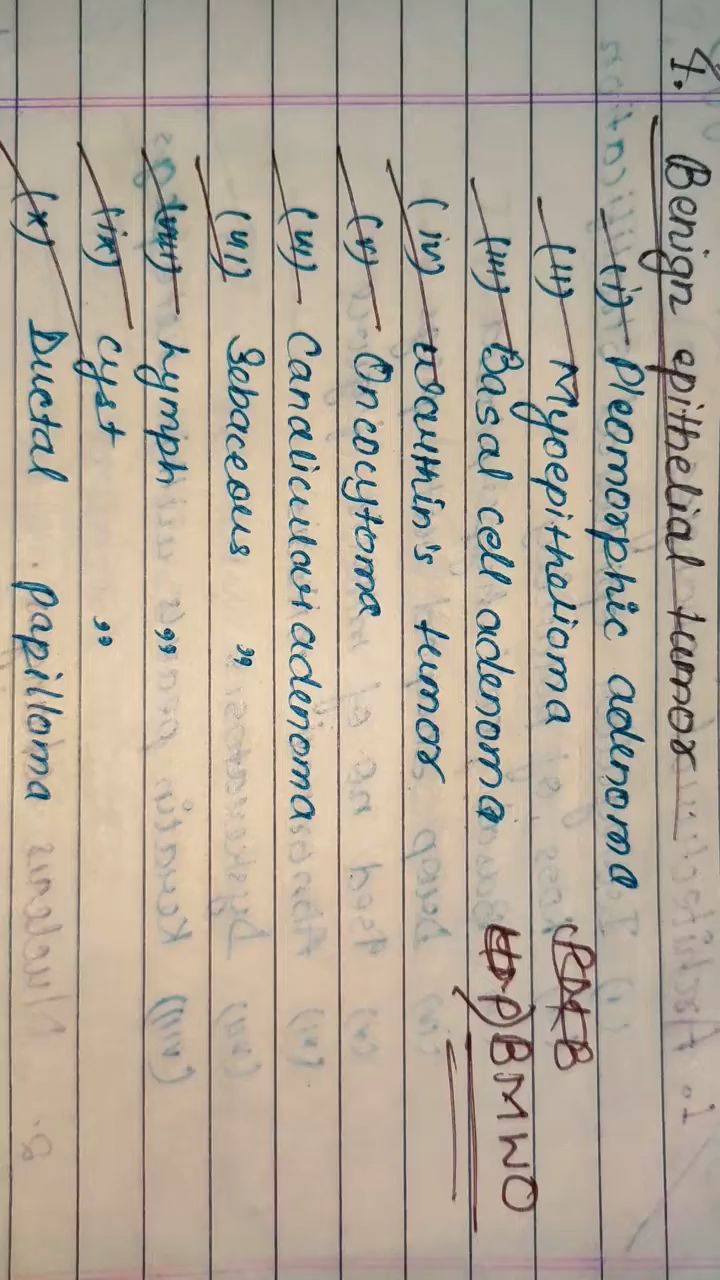 4. Benign epithelial tumor
(i) Pleomorphic adenoma
(ii) Myoepithelioma
(iii) Basal cell adenoma
(iv) Warthin's tumor
(v) Oncocytoma
(vi) Canalicular adenoma
(vii) Sebaceous "
(viii) Lymph "
(ix) cyst "
(x) Ductal papilloma
BMWO